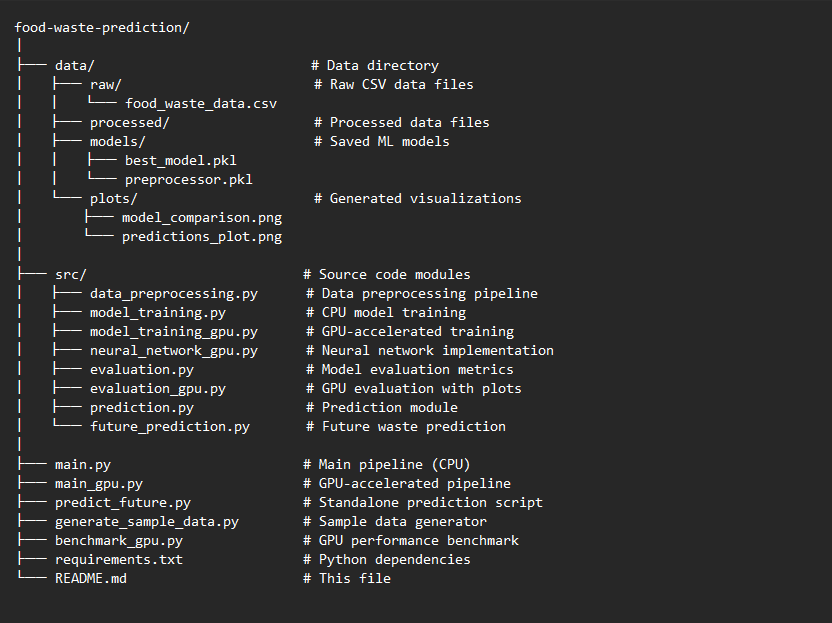 food-waste-prediction/
│
├── data/                           # Data directory
│   ├── raw/                        # Raw CSV data files
│   │   └── food_waste_data.csv
│   ├── processed/                  # Processed data files
│   ├── models/                     # Saved ML models
│   │   ├── best_model.pkl
│   │   └── preprocessor.pkl
│   └── plots/                      # Generated visualizations
│       ├── model_comparison.png
│       └── predictions_plot.png
│
├── src/                           # Source code modules
│   ├── data_preprocessing.py      # Data preprocessing pipeline
│   ├── model_training.py          # CPU model training
│   ├── model_training_gpu.py      # GPU-accelerated training
│   ├── neural_network_gpu.py      # Neural network implementation
│   ├── evaluation.py              # Model evaluation metrics
│   ├── evaluation_gpu.py          # GPU evaluation with plots
│   ├── prediction.py              # Prediction module
│   └── future_prediction.py       # Future waste prediction
│
├── main.py                        # Main pipeline (CPU)
├── main_gpu.py                    # GPU-accelerated pipeline
├── predict_future.py              # Standalone prediction script
├── generate_sample_data.py        # Sample data generator
├── benchmark_gpu.py               # GPU performance benchmark
├── requirements.txt               # Python dependencies
└── README.md                      # This file